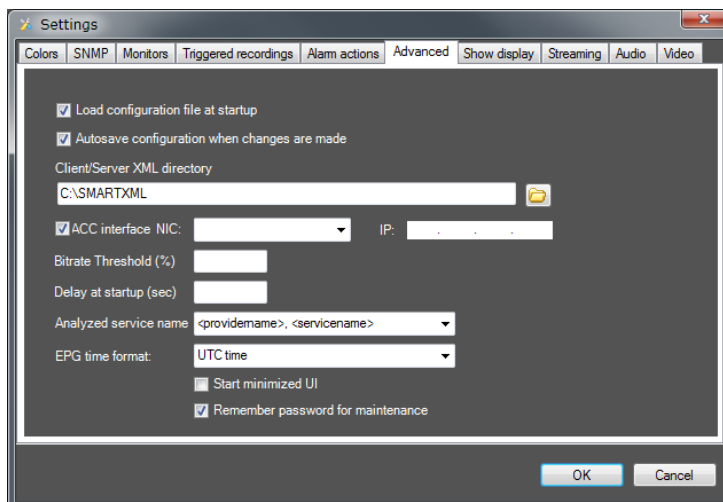 Settings
Colors SNMP Monitors Triggered recordings Alarm actions Advanced Show display Streaming Audio Video
Load configuration file at startup
Autosave configuration when changes are made
Client/Server XML directory
C:\SMARTXML
ACC interface NIC: IP: . . .
Bitrate Threshold (%)
Delay at startup (sec)
Analyzed service name <providername>, <servicename>
EPG time format: UTC time
Start minimized UI
Remember password for maintenance
OK Cancel